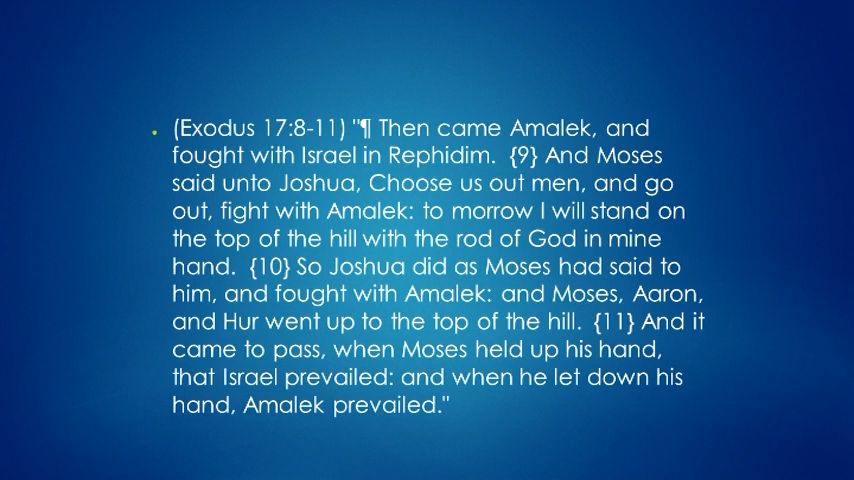 • (Exodus 17:8-11) "¶ Then came Amalek, and
fought with Israel in Rephidim.  {9} And Moses
said unto Joshua, Choose us out men, and go
out, fight with Amalek: to morrow I will stand on
the top of the hill with the rod of God in mine
hand.  {10} So Joshua did as Moses had said to
him, and fought with Amalek: and Moses, Aaron,
and Hur went up to the top of the hill.  {11} And it
came to pass, when Moses held up his hand,
that Israel prevailed: and when he let down his
hand, Amalek prevailed."